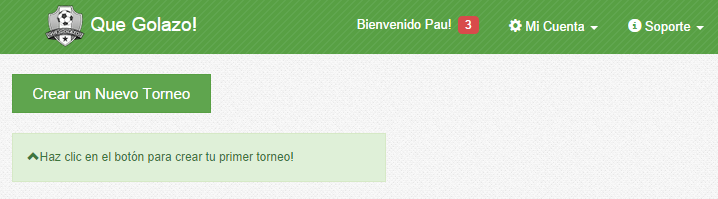 Que Golazo!
Bienvenido Pau! 3 Mi Cuenta Soporte
Crear un Nuevo Torneo
Haz clic en el botón para crear tu primer torneo!